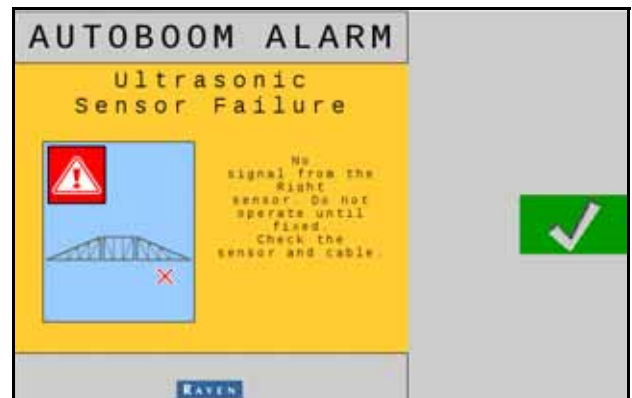 AUTOBOOM ALARM
Ultrasonic
Sensor Failure
No
signal from the
Right
sensor. Do not
operate until
fixed.
Check the
sensor and cable.
RAVEN